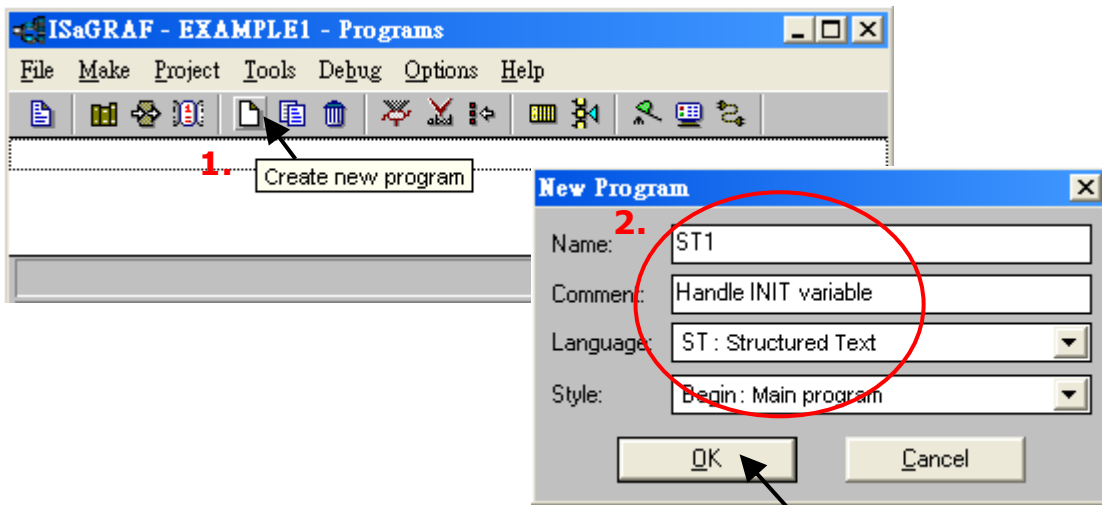 ISaGRAF - EXAMPLE1 - Programs
File Make Project Tools Debug Options Help
1.
Create new program
New Program
2.
Name: ST1
Comment: Handle INIT variable
Language: ST : Structured Text
Style: Begin : Main program
OK Cancel